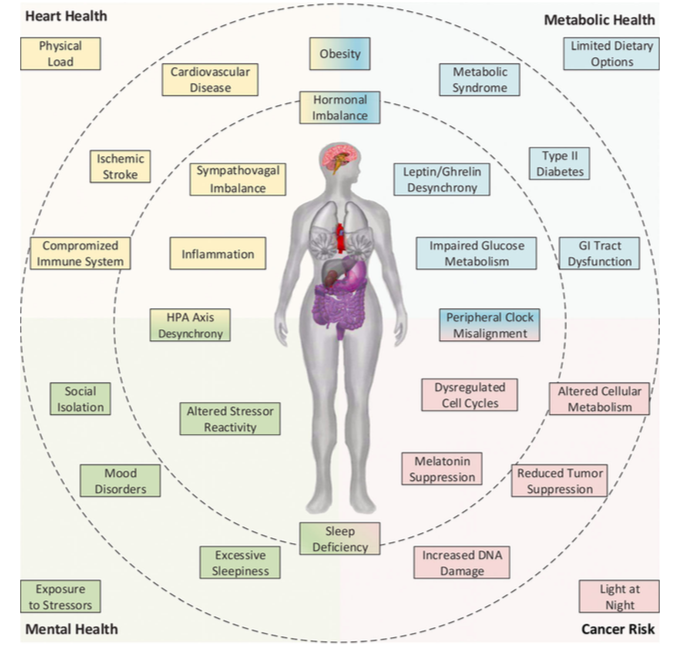 Heart Health
Metabolic Health
Physical
Load
Obesity
Limited Dietary
Options
Cardiovascular
Disease
Metabolic
Syndrome
Hormonal
Imbalance
Ischemic
Stroke
Sympathovagal
Imbalance
Leptin/Ghrelin
Desynchrony
Type II
Diabetes
Compromized
Immune System
Inflammation
Impaired Glucose
Metabolism
GI Tract
Dysfunction
HPA Axis
Desynchrony
Peripheral Clock
Misalignment
Social
Isolation
Altered Stressor
Reactivity
Dysregulated
Cell Cycles
Altered Cellular
Metabolism
Mood
Disorders
Melatonin
Suppression
Reduced Tumor
Suppression
Sleep
Deficiency
Excessive
Sleepiness
Increased DNA
Damage
Exposure
to Stressors
Light at
Night
Mental Health
Cancer Risk